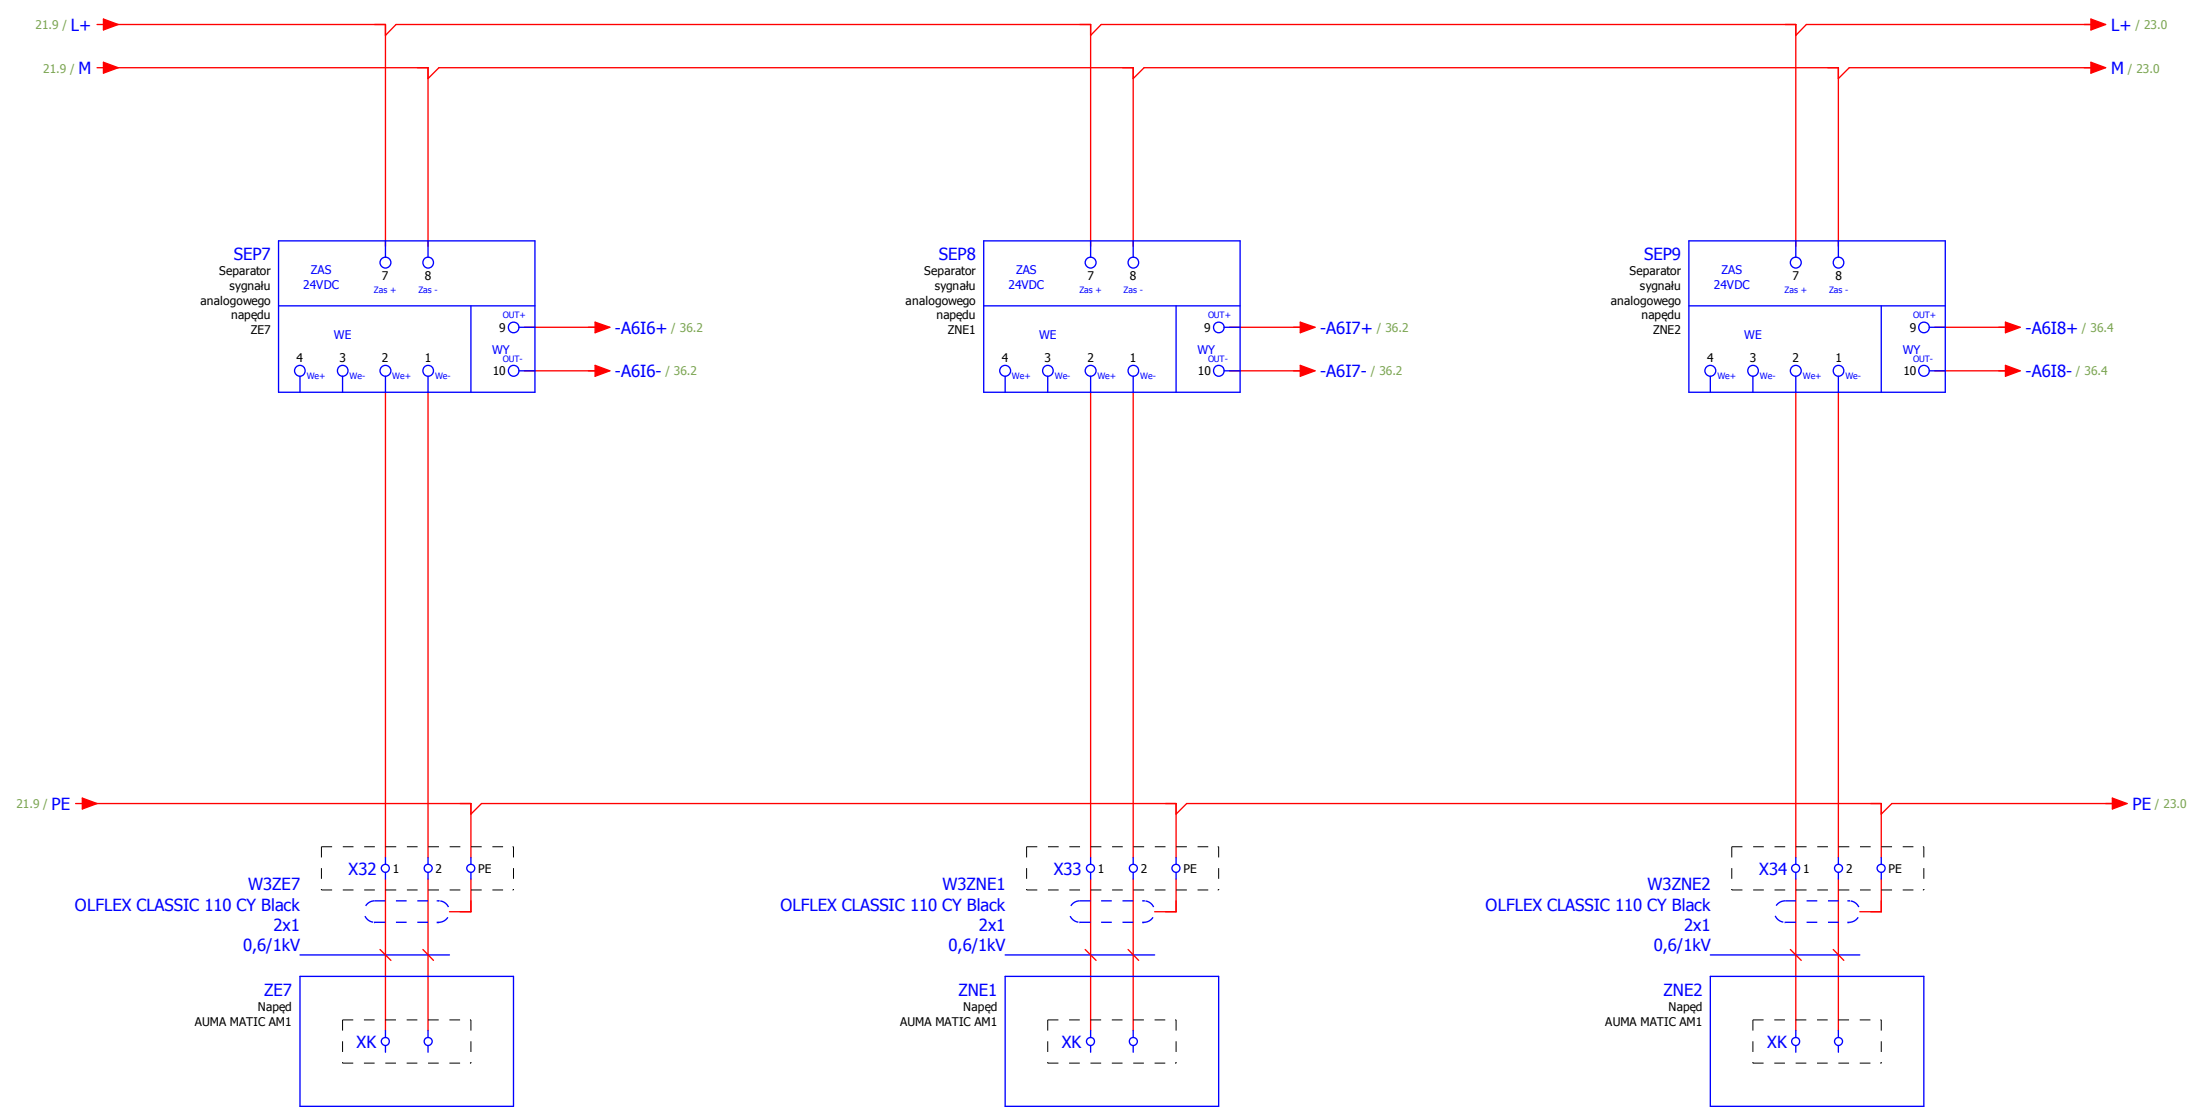 21.9 / L+
L+ / 23.0
21.9 / M
M / 23.0
SEP7
Separator
sygnału
analogowego
napędu
ZE7
ZAS
24VDC
7
Zas +
8
Zas -
WE
4
We+
3
We-
2
We+
1
We-
WY
OUT+
9
OUT-
10
-A6I6+ / 36.2
-A6I6- / 36.2
SEP8
Separator
sygnału
analogowego
napędu
ZNE1
ZAS
24VDC
7
Zas +
8
Zas -
WE
4
We+
3
We-
2
We+
1
We-
WY
OUT+
9
OUT-
10
-A6I7+ / 36.2
-A6I7- / 36.2
SEP9
Separator
sygnału
analogowego
napędu
ZNE2
ZAS
24VDC
7
Zas +
8
Zas -
WE
4
We+
3
We-
2
We+
1
We-
WY
OUT+
9
OUT-
10
-A6I8+ / 36.4
-A6I8- / 36.4
21.9 / PE
PE / 23.0
X32 1 2 PE
W3ZE7
OLFLEX CLASSIC 110 CY Black
2x1
0,6/1kV
ZE7
Napęd
AUMA MATIC AM1
XK
X33 1 2 PE
W3ZNE1
OLFLEX CLASSIC 110 CY Black
2x1
0,6/1kV
ZNE1
Napęd
AUMA MATIC AM1
XK
X34 1 2 PE
W3ZNE2
OLFLEX CLASSIC 110 CY Black
2x1
0,6/1kV
ZNE2
Napęd
AUMA MATIC AM1
XK